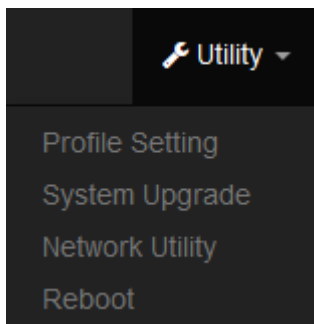 Utility
Profile Setting
System Upgrade
Network Utility
Reboot